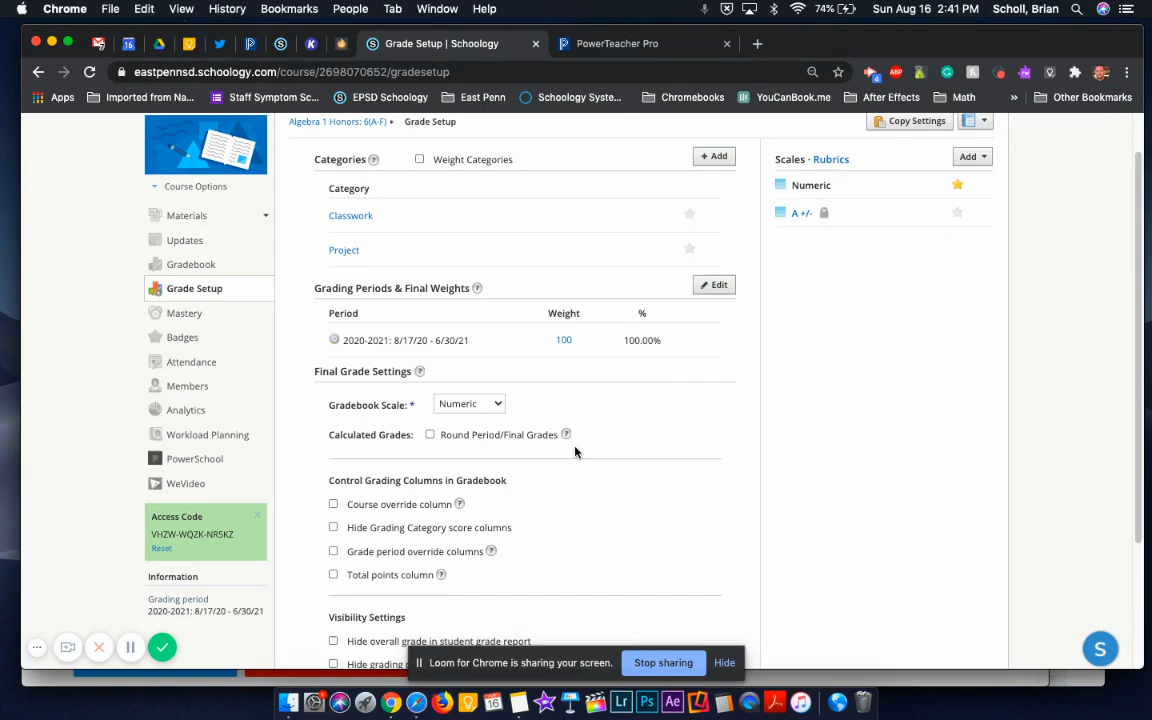 Chrome File Edit View History Bookmarks People Tab Window Help 74% Sun Aug 16 2:41 PM Scholl, Brian
Grade Setup | Schoology PowerTeacher Pro
eastpennsd.schoology.com/course/2698070652/gradesetup
Apps Imported from Na... Staff Symptom Sc... EPSD Schoology East Penn Schoology Syste... Chromebooks YouCanBook.me After Effects Math » Other Bookmarks
Algebra 1 Honors: 6(A-F) Grade Setup
Copy Settings
Course Options
Materials
Updates
Gradebook
Grade Setup
Mastery
Badges
Attendance
Members
Analytics
Workload Planning
PowerSchool
WeVideo
Access Code
VHZW-WQZK-NR5KZ
Reset
Information
Grading period
2020-2021: 8/17/20 - 6/30/21
Categories ? Weight Categories + Add
Category
Classwork
Project
Grading Periods & Final Weights ? Edit
Period Weight %
2020-2021: 8/17/20 - 6/30/21 100 100.00%
Final Grade Settings ?
Gradebook Scale: * Numeric
Calculated Grades: Round Period/Final Grades ?
Control Grading Columns in Gradebook
Course override column ?
Hide Grading Category score columns
Grade period override columns ?
Total points column ?
Visibility Settings
Hide overall grade in student grade report
Hide grading
Scales · Rubrics Add
Numeric
A +/-
Loom for Chrome is sharing your screen. Stop sharing Hide
S
16
Lr Ps Ae